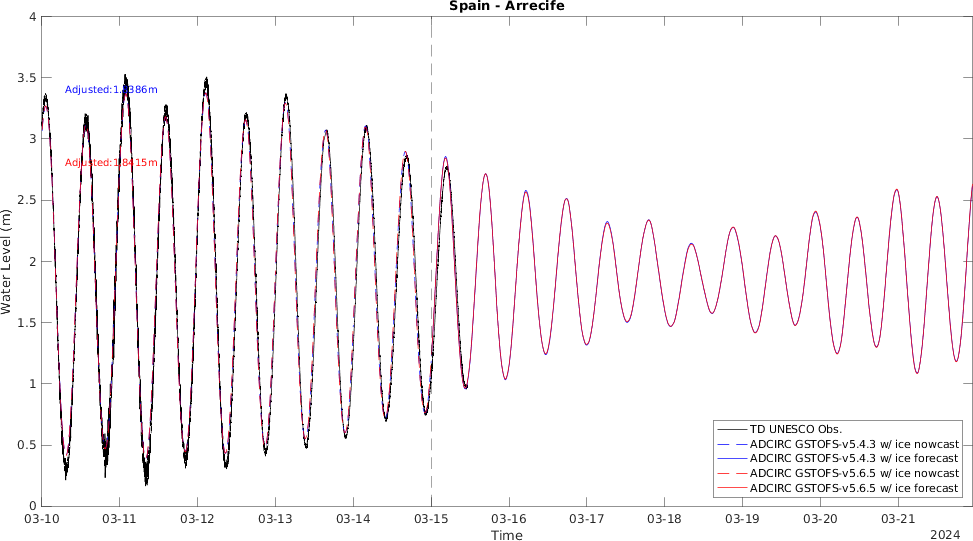 Spain - Arrecife
4
3.5
3
2.5
2
1.5
1
0.5
0
Water Level (m)
Adjusted:1.8386m
Adjusted:1.8415m
TD UNESCO Obs.
ADCIRC GSTOFS-v5.4.3 w/ ice nowcast
ADCIRC GSTOFS-v5.4.3 w/ ice forecast
ADCIRC GSTOFS-v5.6.5 w/ ice nowcast
ADCIRC GSTOFS-v5.6.5 w/ ice forecast
03-10 03-11 03-12 03-13 03-14 03-15 03-16 03-17 03-18 03-19 03-20 03-21
Time
2024